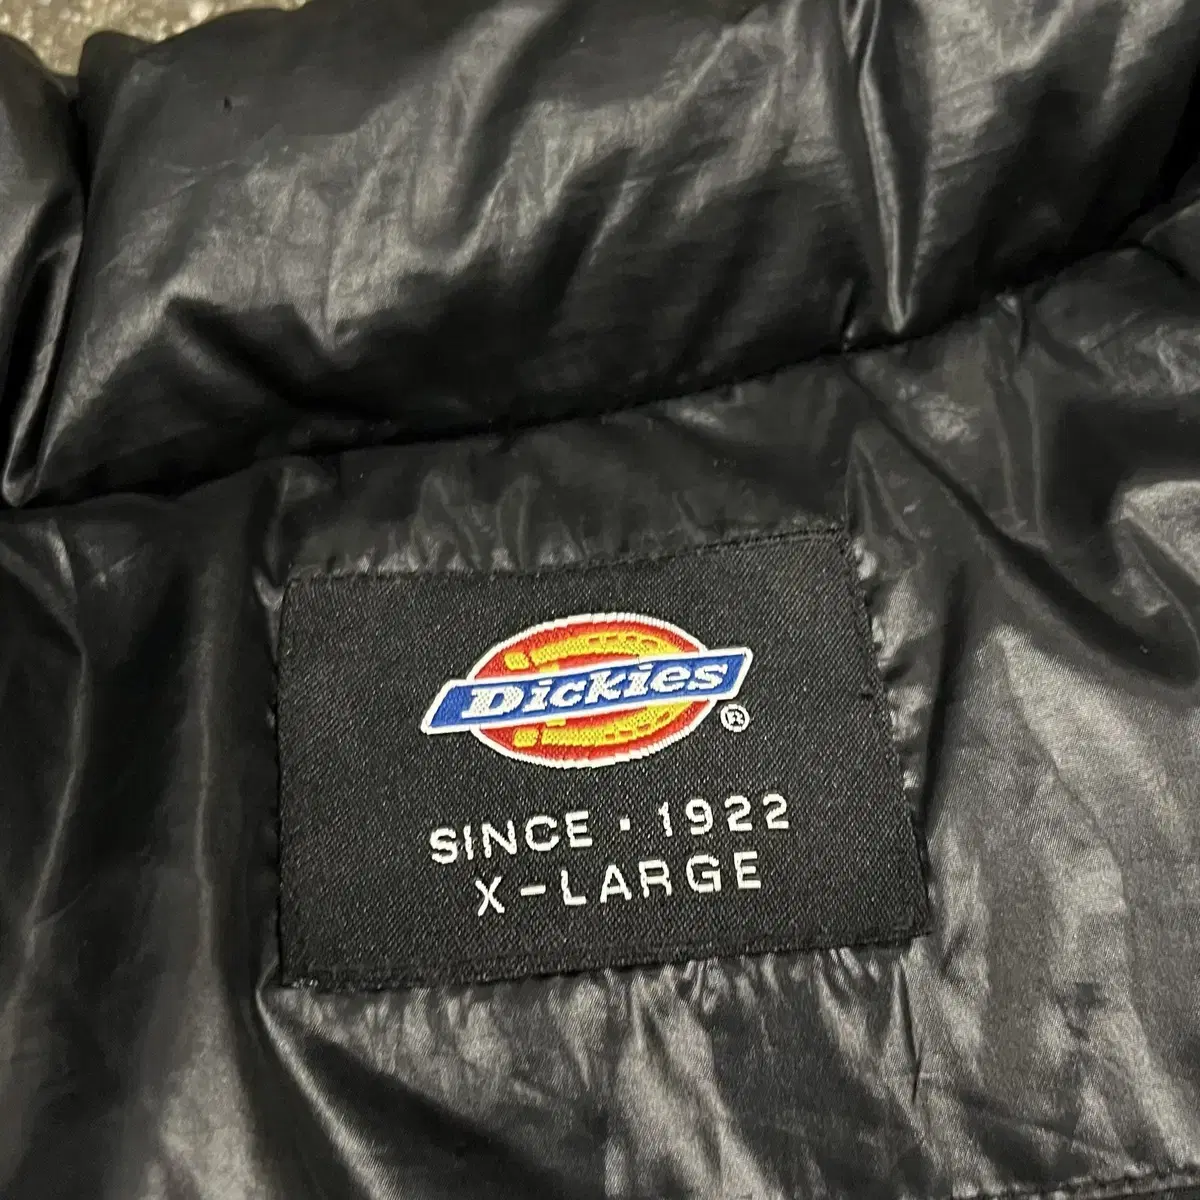 Dickies®
SINCE · 1922
X-LARGE